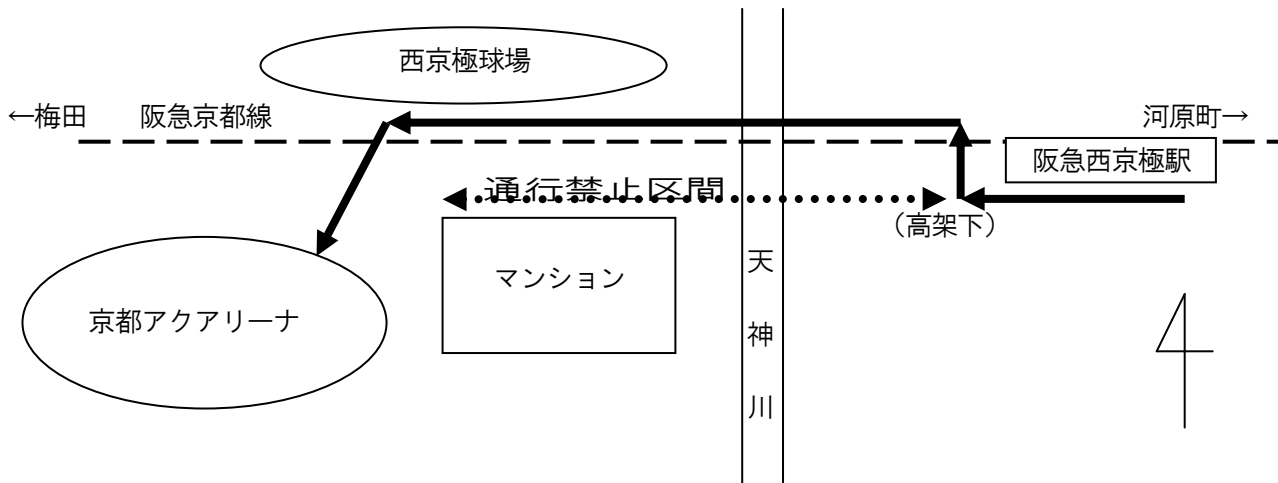 西京極球場
←梅田
阪急京都線
河原町→
阪急西京極駅
通行禁止区間
（高架下）
マンション
京都アクアリーナ
天神川